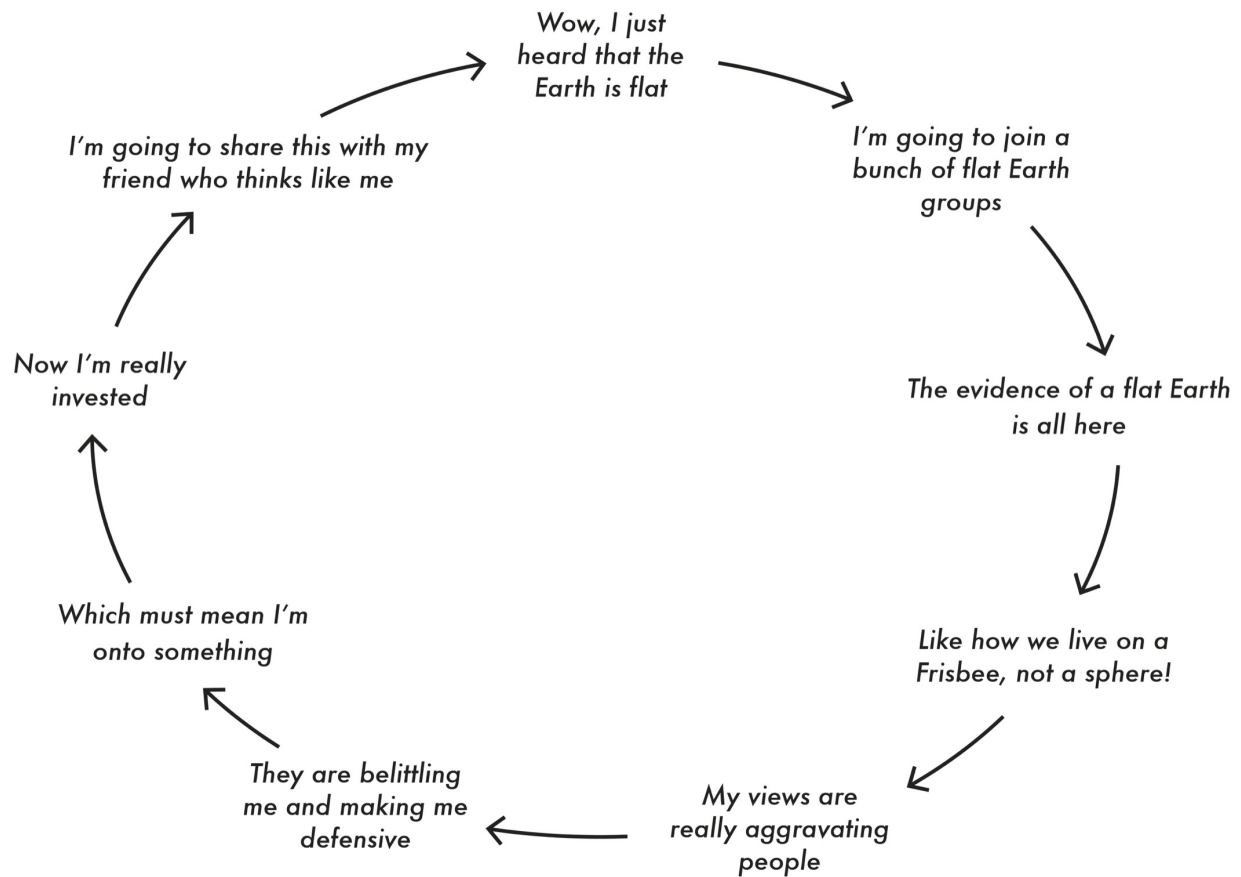 Wow, I just
heard that the
Earth is flat
I’m going to join a
bunch of flat Earth
groups
The evidence of a flat Earth
is all here
Like how we live on a
Frisbee, not a sphere!
My views are
really aggravating
people
They are belittling
me and making me
defensive
Which must mean I’m
onto something
Now I’m really
invested
I’m going to share this with my
friend who thinks like me